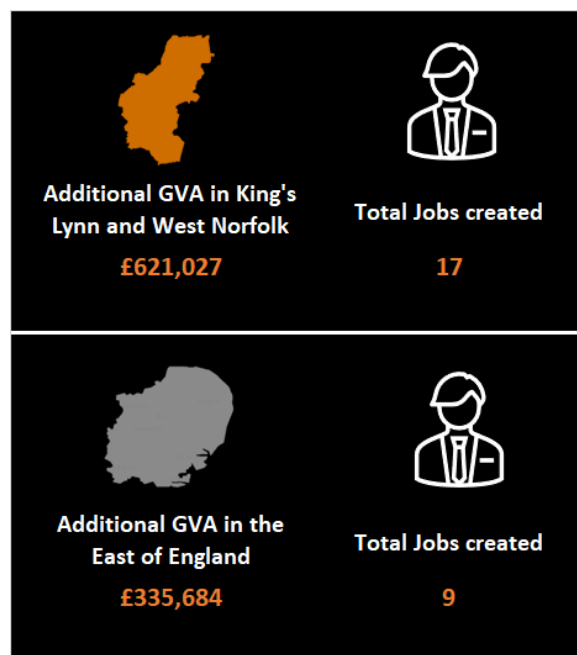 Additional GVA in King's
Lynn and West Norfolk
£621,027
Total Jobs created
17
Additional GVA in the
East of England
£335,684
Total Jobs created
9